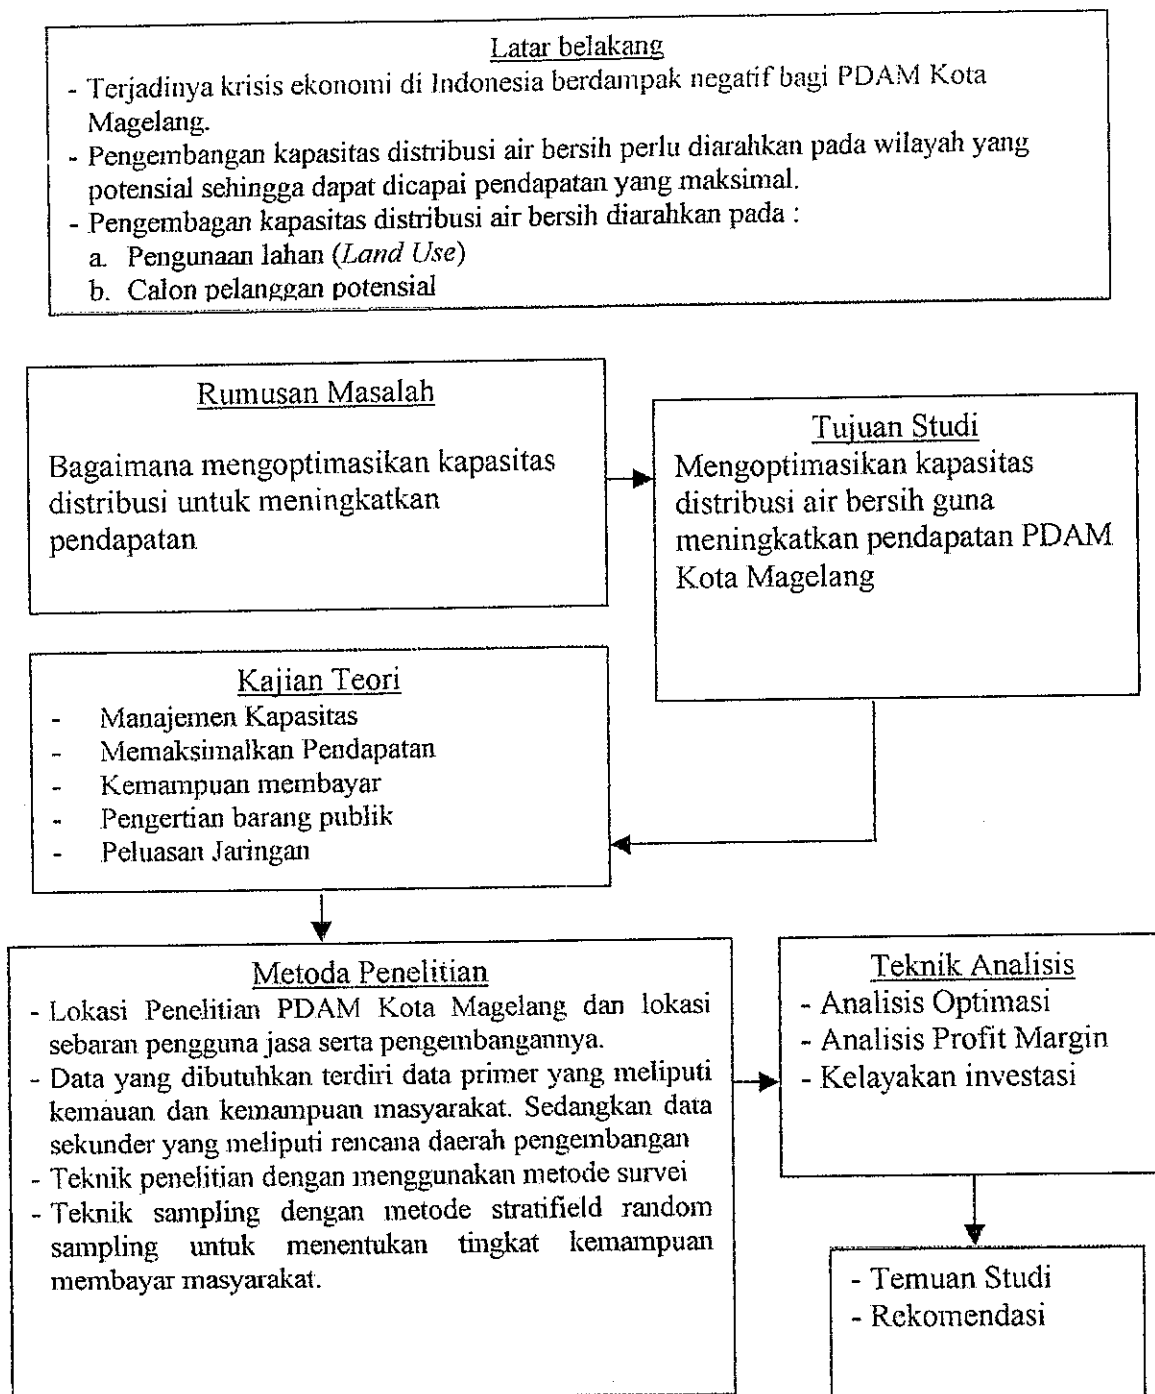 Latar belakang
- Terjadinya krisis ekonomi di Indonesia berdampak negatif bagi PDAM Kota
Magelang.
- Pengembangan kapasitas distribusi air bersih perlu diarahkan pada wilayah yang
potensial sehingga dapat dicapai pendapatan yang maksimal.
- Pengembagan kapasitas distribusi air bersih diarahkan pada :
a. Pengunaan lahan (Land Use)
b. Calon pelanggan potensial
Rumusan Masalah
Bagaimana mengoptimasikan kapasitas
distribusi untuk meningkatkan
pendapatan
Tujuan Studi
Mengoptimasikan kapasitas
distribusi air bersih guna
meningkatkan pendapatan PDAM
Kota Magelang
Kajian Teori
- Manajemen Kapasitas
- Memaksimalkan Pendapatan
- Kemampuan membayar
- Pengertian barang publik
- Peluasan Jaringan
Metoda Penelitian
- Lokasi Penelitian PDAM Kota Magelang dan lokasi
sebaran pengguna jasa serta pengembangannya.
- Data yang dibutuhkan terdiri data primer yang meliputi
kemauan dan kemampuan masyarakat. Sedangkan data
sekunder yang meliputi rencana daerah pengembangan
- Teknik penelitian dengan menggunakan metode survei
- Teknik sampling dengan metode stratifield random
sampling untuk menentukan tingkat kemampuan
membayar masyarakat.
Teknik Analisis
- Analisis Optimasi
- Analisis Profit Margin
- Kelayakan investasi
- Temuan Studi
- Rekomendasi